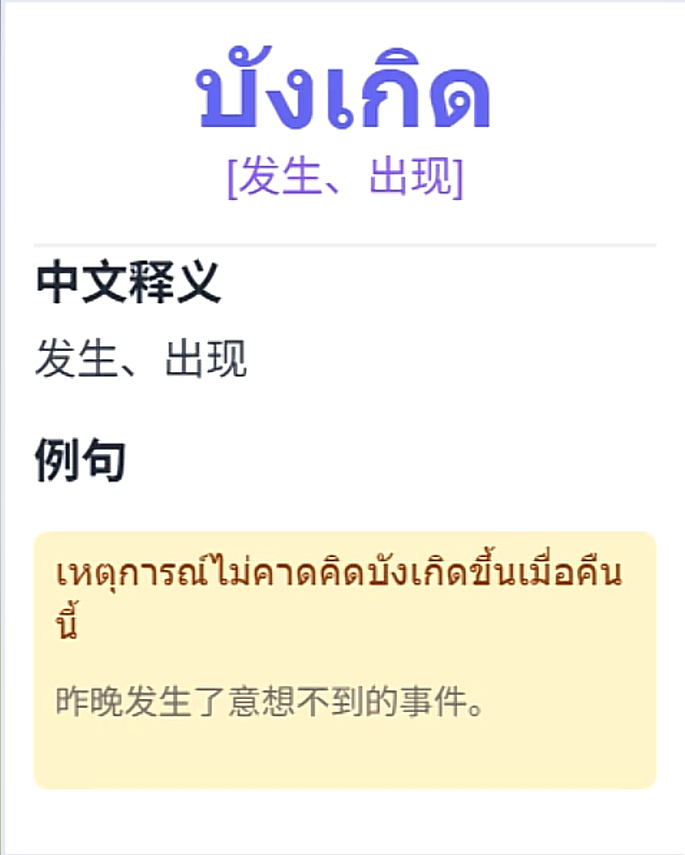 บังเกิด
[发生、出现]
中文释义
发生、出现
例句
เหตุการณ์ไม่คาดคิดบังเกิดขึ้นเมื่อคืน
นี้
昨晚发生了意想不到的事件。